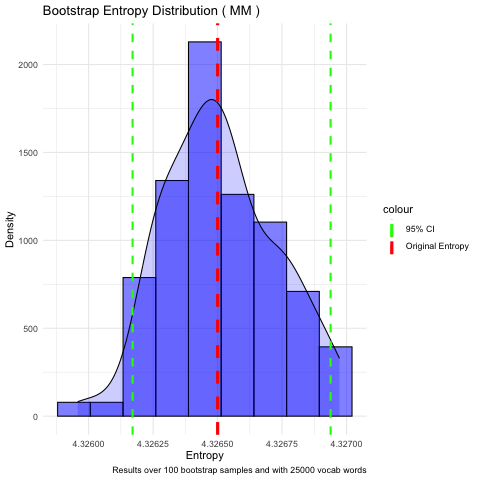 Bootstrap Entropy Distribution ( MM )
2000
1500
1000
500
0
Density
4.32600 4.32625 4.32650 4.32675 4.32700
Entropy
Results over 100 bootstrap samples and with 25000 vocab words
colour
95% CI
Original Entropy